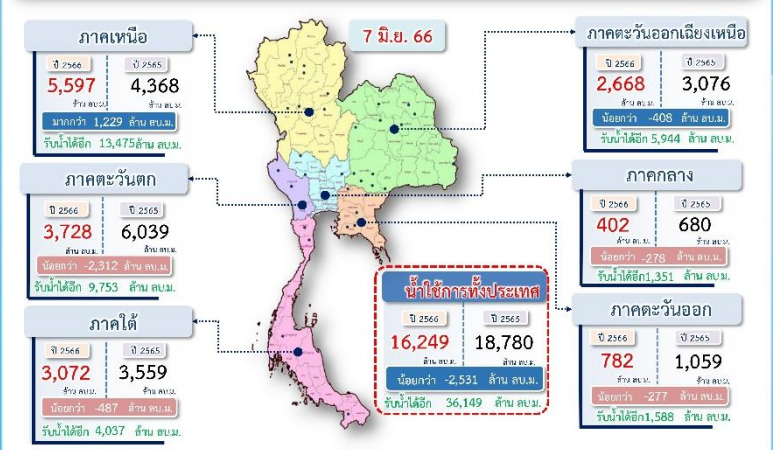 7 มิ.ย. 66
ภาคเหนือ
ปี 2566 ปี 2565
5,597 4,368
ล้าน ลบ.ม. ล้าน ลบ.ม.
มากกว่า 1,229 ล้าน ลบ.ม.
รับน้ำได้อีก 13,475 ล้าน ลบ.ม.
ภาคตะวันตก
ปี 2566 ปี 2565
3,728 6,039
ล้าน ลบ.ม. ล้าน ลบ.ม.
น้อยกว่า -2,312 ล้าน ลบ.ม.
รับน้ำได้อีก 9,753 ล้าน ลบ.ม.
ภาคใต้
ปี 2566 ปี 2565
3,072 3,559
ล้าน ลบ.ม. ล้าน ลบ.ม.
น้อยกว่า -487 ล้าน ลบ.ม.
รับน้ำได้อีก 4,037 ล้าน ลบ.ม.
น้ำใช้การทั้งประเทศ
ปี 2566 ปี 2565
16,249 18,780
ล้าน ลบ.ม. ล้าน ลบ.ม.
น้อยกว่า -2,531 ล้าน ลบ.ม.
รับน้ำได้อีก 36,149 ล้าน ลบ.ม.
ภาคตะวันออกเฉียงเหนือ
ปี 2566 ปี 2565
2,668 3,076
ล้าน ลบ.ม. ล้าน ลบ.ม.
น้อยกว่า -408 ล้าน ลบ.ม.
รับน้ำได้อีก 5,944 ล้าน ลบ.ม.
ภาคกลาง
ปี 2566 ปี 2565
402 680
ล้าน ลบ.ม. ล้าน ลบ.ม.
น้อยกว่า -278 ล้าน ลบ.ม.
รับน้ำได้อีก1,351 ล้าน ลบ.ม.
ภาคตะวันออก
ปี 2566 ปี 2565
782 1,059
ล้าน ลบ.ม. ล้าน ลบ.ม.
น้อยกว่า -277 ล้าน ลบ.ม.
รับน้ำได้อีก1,588 ล้าน ลบ.ม.